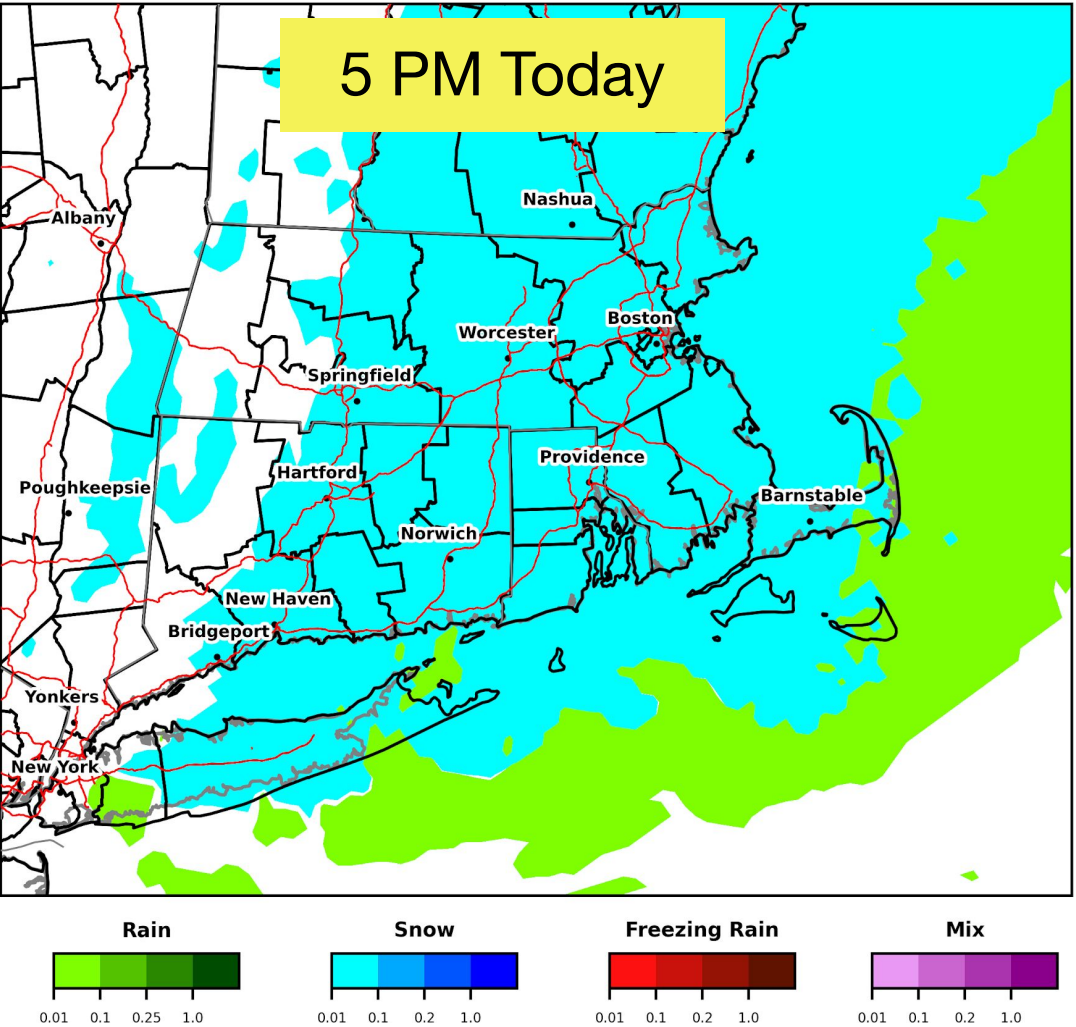 5 PM Today
Nashua
Albany
Boston
Worcester
Springfield
Providence
Hartford
Poughkeepsie
Barnstable
Norwich
New Haven
Bridgeport
Yonkers
New York
Rain Snow Freezing Rain Mix
0.01 0.1 0.25 1.0 0.01 0.1 0.2 1.0 0.01 0.1 0.2 1.0 0.01 0.1 0.2 1.0